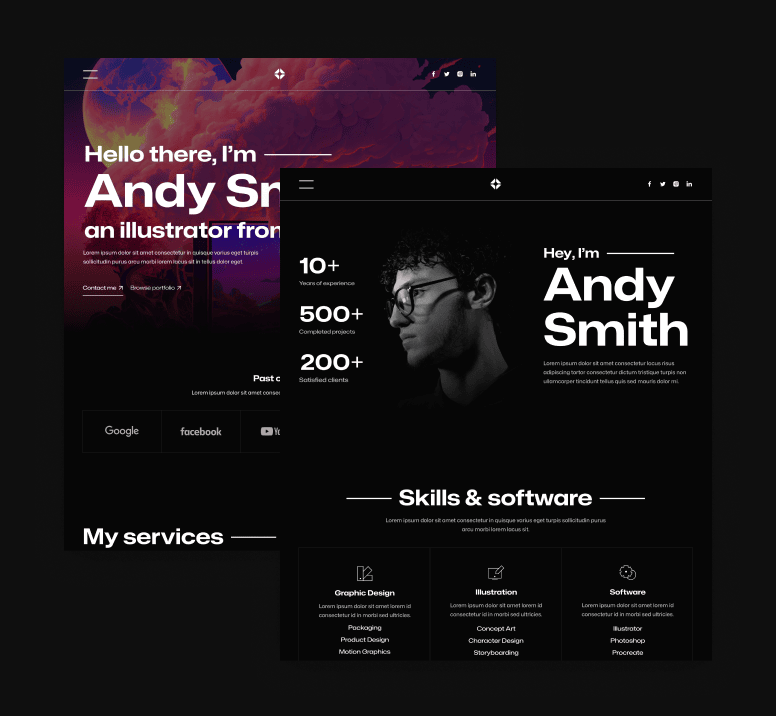 Hello there, I'm
Andy Sm
an illustrator from
Lorem ipsum dolor sit amet consectetur in quisque varius eget turpis
sollicitudin purus arcu morbi lorem lacus sit in tellus dolor eget.
Contact me
Browse portfolio
Past c
Lorem ipsum dolor sit amet consec
Google
facebook
Yo
My services
10+
Years of experience
500+
Completed projects
200+
Satisfied clients
Hey, I'm
Andy
Smith
Lorem ipsum dolor sit amet consectetur lacus risus
adipiscing tortor consectetur dictum tristique turpis non
ullamcorper tincidunt tellus quis sed mauris dolor mi.
Skills & software
Lorem ipsum dolor sit amet consectetur in quisque varius turpis sollicitudin purus
arcu morbi lorem lacus sit.
Graphic Design
Lorem ipsum dolor sit amet lorem id
consectetur id in morbi sed ultricies.
Packaging
Product Design
Motion Graphics
Illustration
Lorem ipsum dolor sit amet lorem id
consectetur id in morbi sed ultricies.
Concept Art
Character Design
Storyboarding
Software
Lorem ipsum dolor sit amet lorem id
consectetur id in morbi sed ultricies.
Illustrator
Photoshop
Procreate